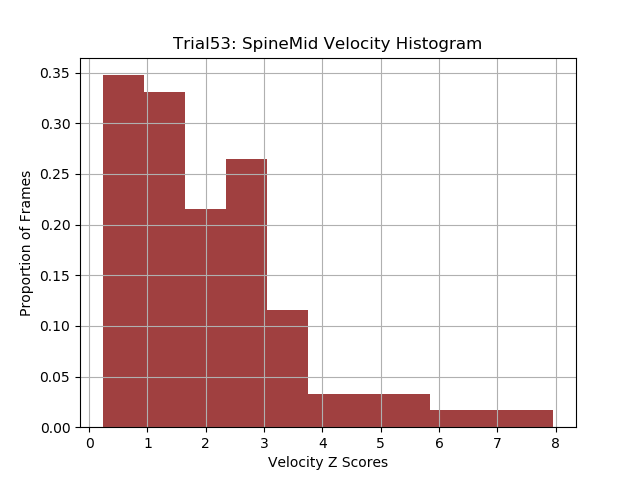 Trial53: SpineMid Velocity Histogram
0.35
0.30
0.25
0.20
0.15
0.10
0.05
0.00
Proportion of Frames
0 1 2 3 4 5 6 7 8
Velocity Z Scores